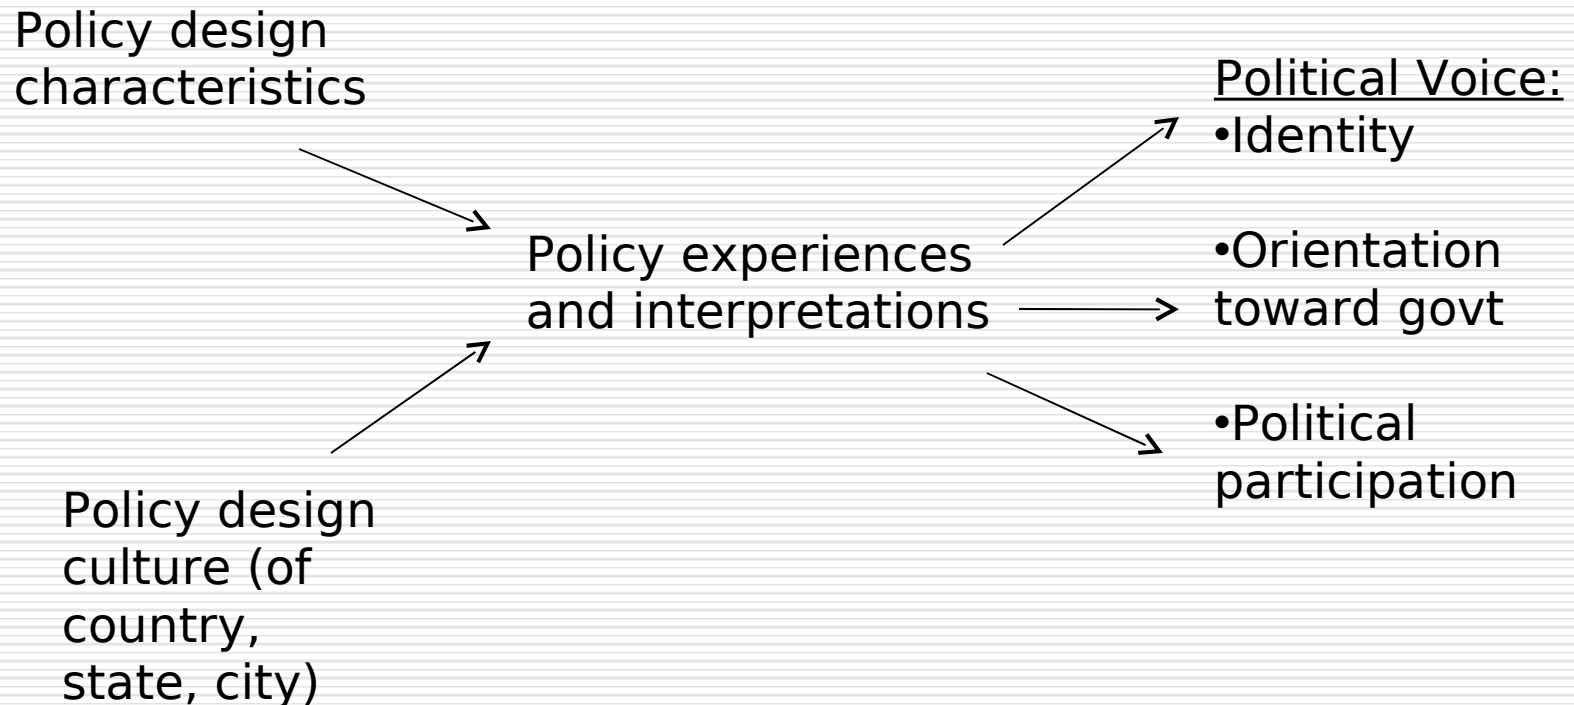 Policy design
characteristics
Policy experiences
and interpretations
Policy design
culture (of
country,
state, city)
Political Voice:
•Identity
•Orientation
toward govt
•Political
participation